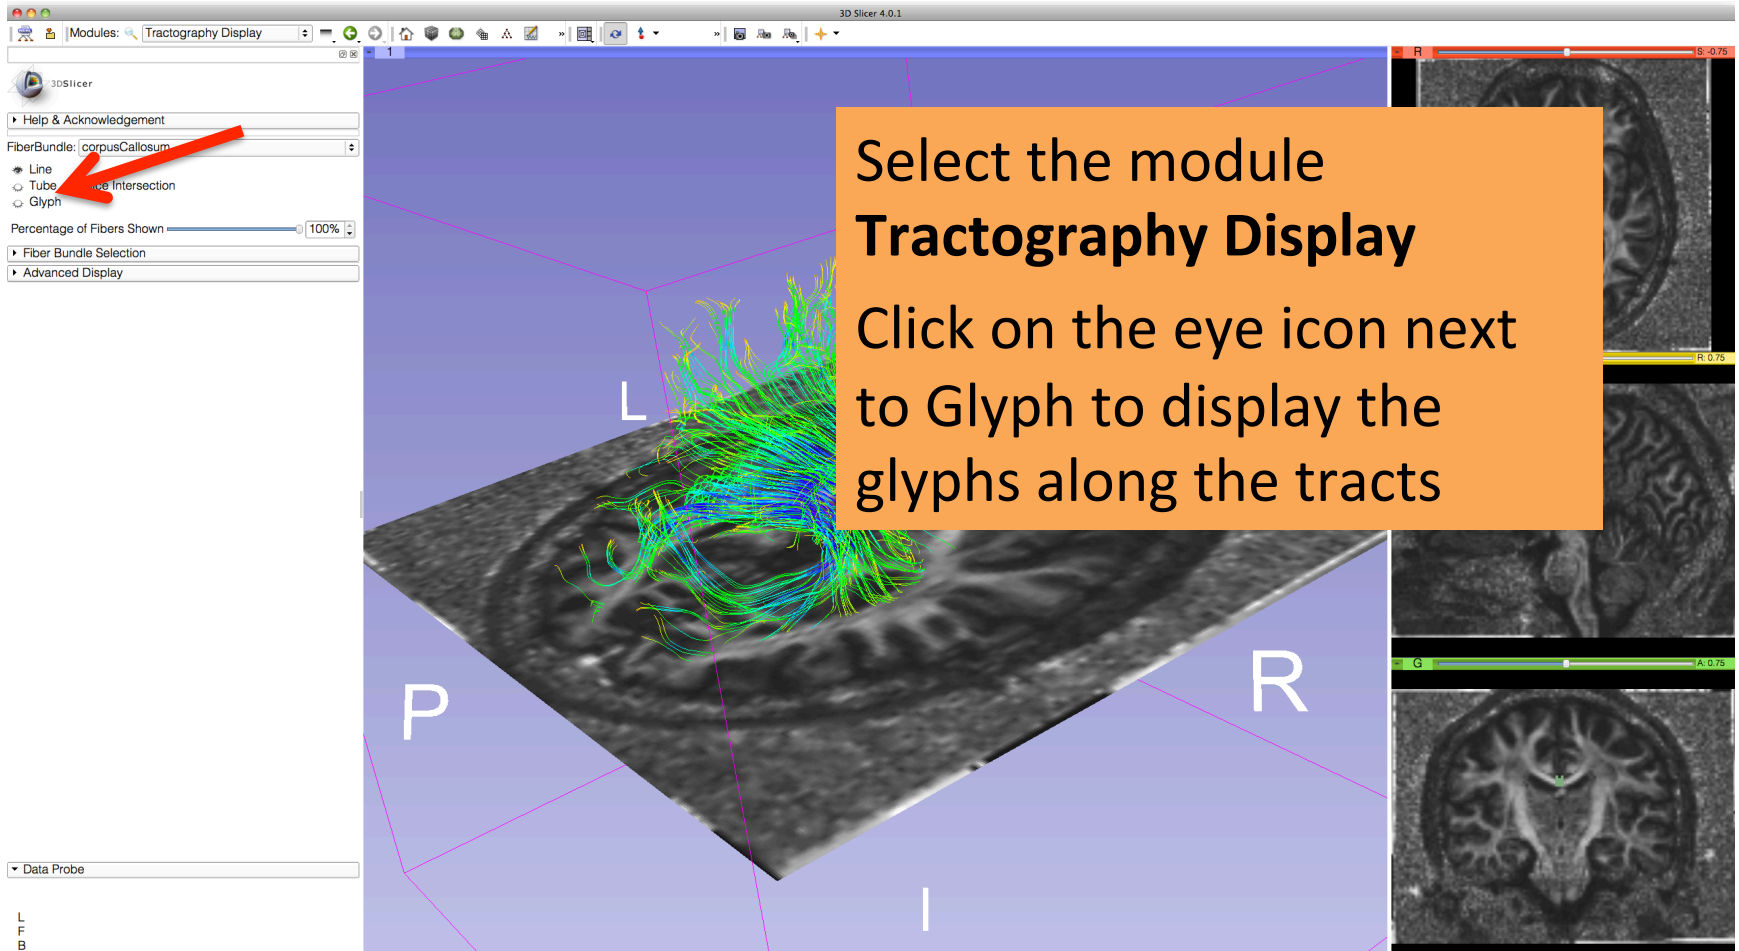 3D Slicer 4.0.1
Modules: Tractography Display
»
»
1
R S: -0.75
3DSlicer
Help & Acknowledgement
FiberBundle: corpusCallosum
Line
Tube Intersection
Glyph
Percentage of Fibers Shown 100%
Fiber Bundle Selection
Advanced Display
Select the module
Tractography Display
Click on the eye icon next
to Glyph to display the
glyphs along the tracts
R: 0.75
L
P
R
I
G A: 0.75
Data Probe
L
F
B